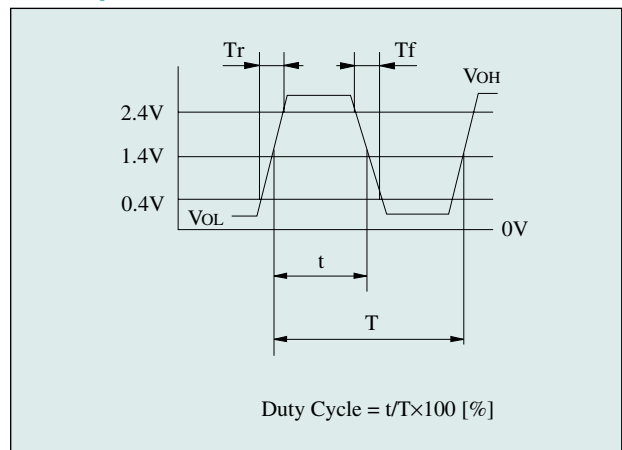 Tr
Tf
VOH
2.4V
1.4V
0.4V
VOL
0V
t
T
Duty Cycle = t/T×100 [%]